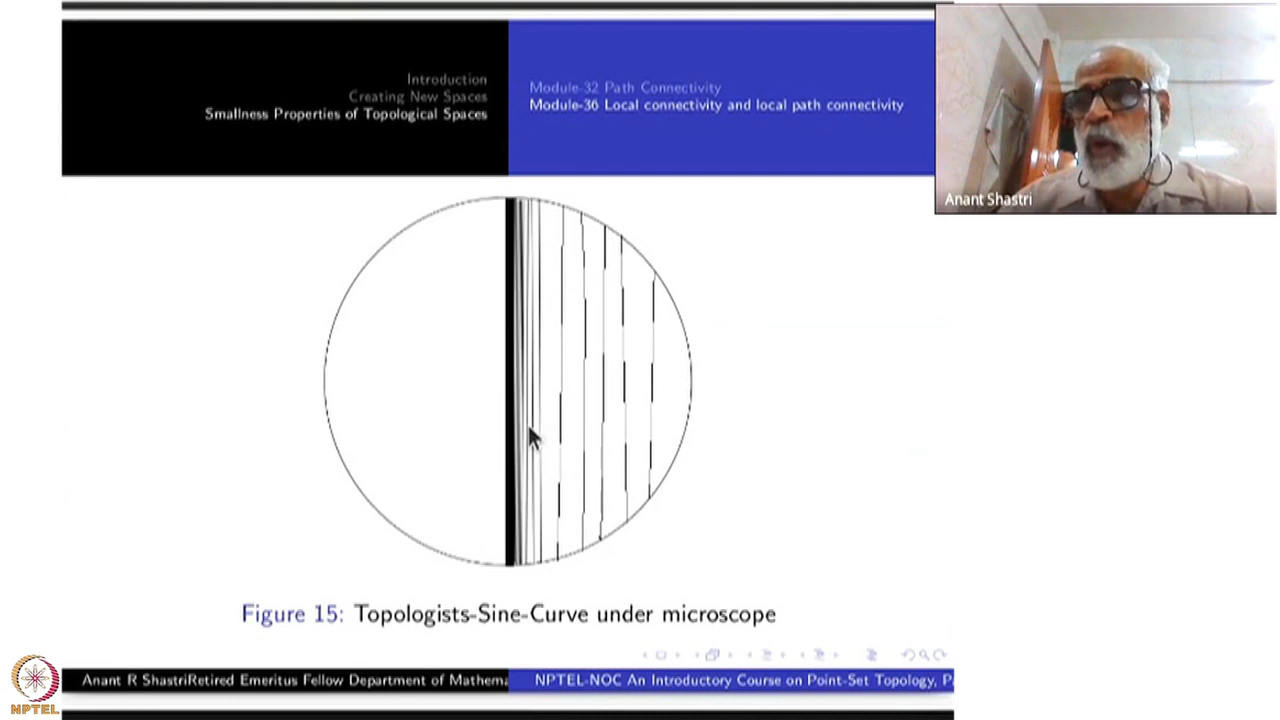 Introduction
Creating New Spaces
Smallness Properties of Topological Spaces
Module-32 Path Connectivity
Module-36 Local connectivity and local path connectivity
Anant Shastri
Figure 15: Topologists-Sine-Curve under microscope
Anant R ShastriRetired Emeritus Fellow Department of Mathema
NPTEL-NOC An Introductory Course on Point-Set Topology, P
NPTEL